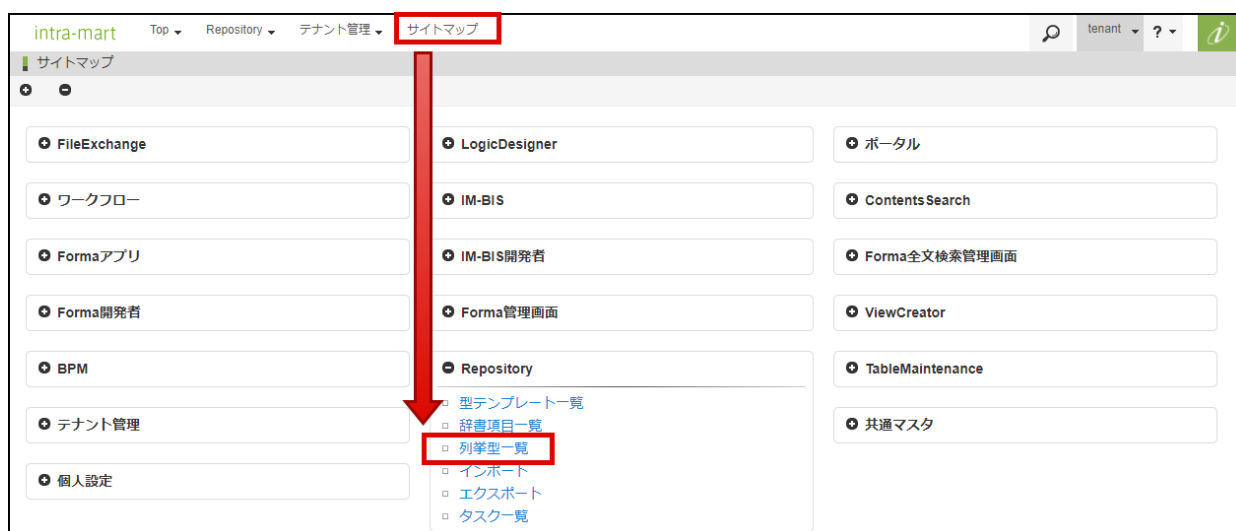 intra-mart Top Repository テナント管理 サイトマップ tenant ?
サイトマップ
FileExchange LogicDesigner ポータル
ワークフロー IM-BIS ContentsSearch
Formaアプリ IM-BIS開発者 Forma全文検索管理画面
Forma開発者 Forma管理画面 ViewCreator
BPM Repository TableMaintenance
型テンプレート一覧
テナント管理 辞書項目一覧 共通マスタ
列挙型一覧
インポート
個人設定 エクスポート
タスク一覧